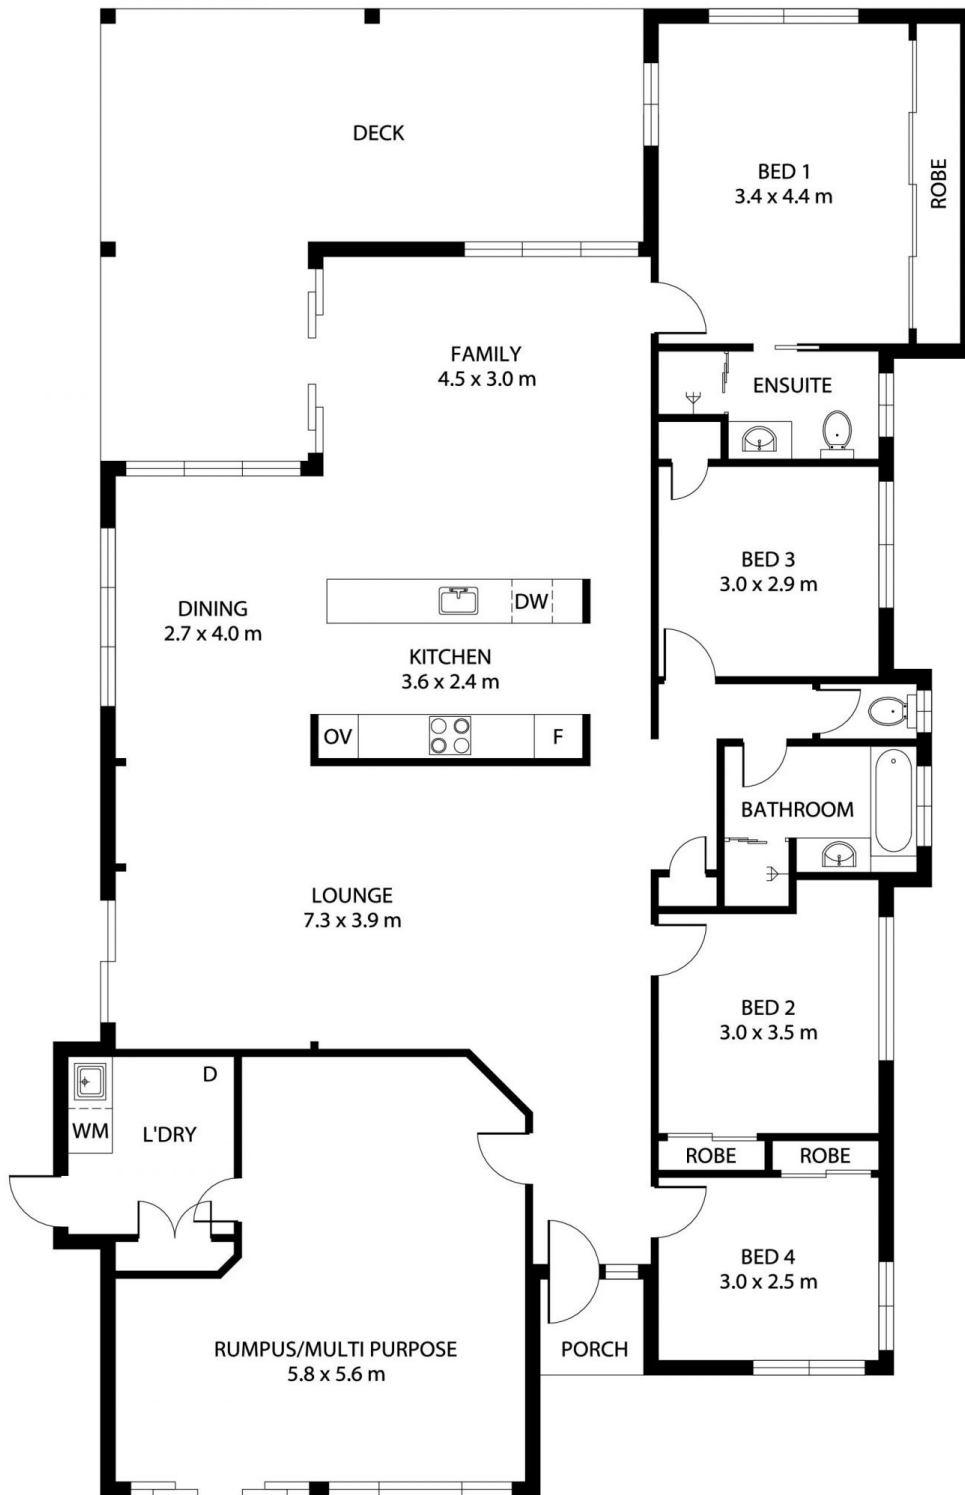 DECK
BED 1
3.4 x 4.4 m
ROBE
FAMILY
4.5 x 3.0 m
ENSUITE
BED 3
3.0 x 2.9 m
DINING
2.7 x 4.0 m
DW
KITCHEN
3.6 x 2.4 m
OV
F
BATHROOM
LOUNGE
7.3 x 3.9 m
BED 2
3.0 x 3.5 m
D
WM
L'DRY
ROBE
ROBE
BED 4
3.0 x 2.5 m
RUMPUS/MULTI PURPOSE
5.8 x 5.6 m
PORCH